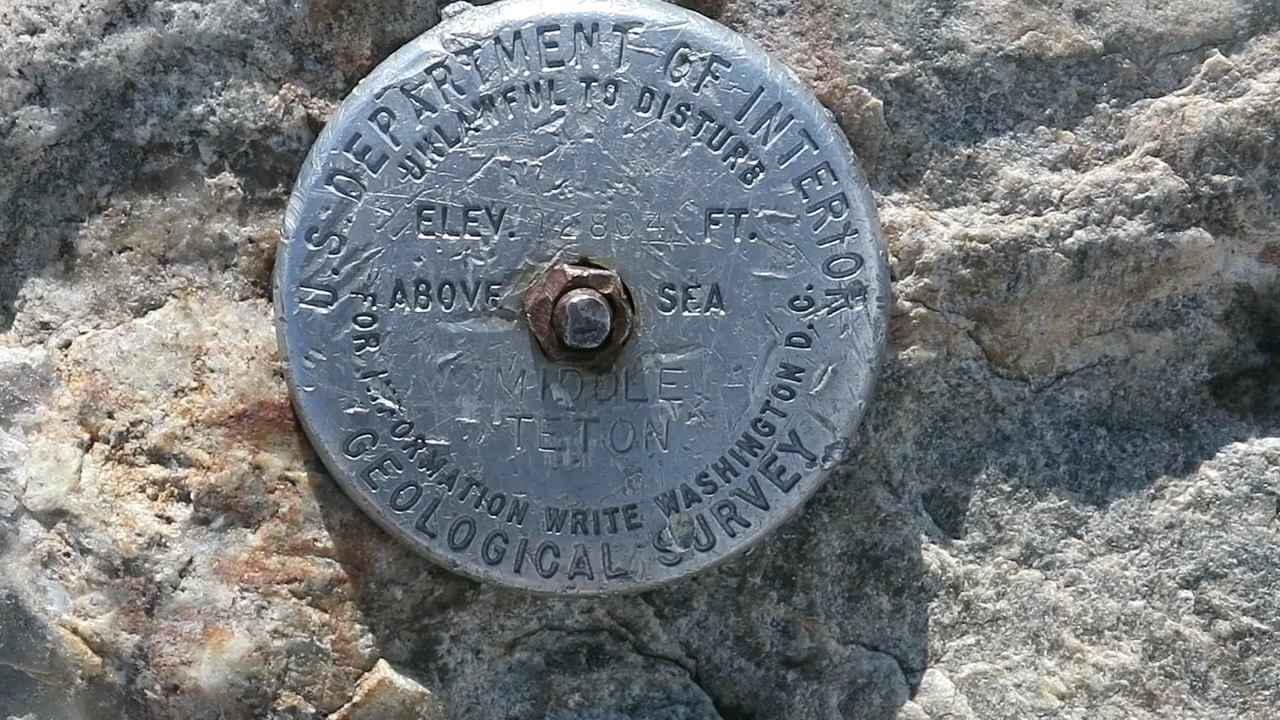 U.S. DEPARTMENT OF INTERIOR
UNLAWFUL TO DISTURB
ELEV. 12804 FT.
ABOVE SEA
MIDDLE
TETON
FOR INFORMATION WRITE WASHINGTON D.C.
GEOLOGICAL SURVEY